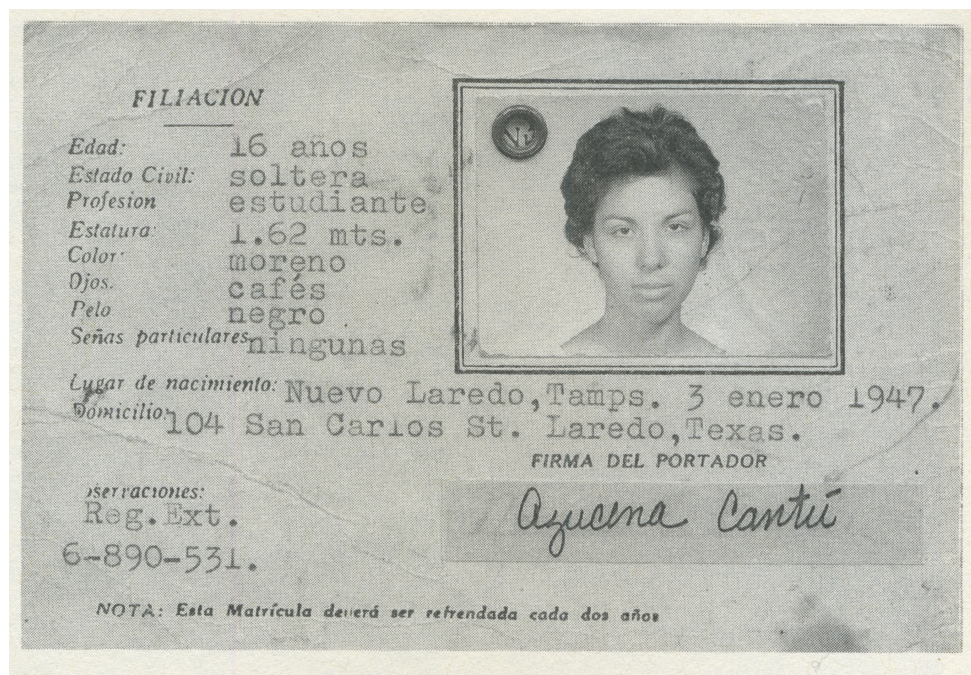 FILIACION
Edad: 16 años
Estado Civil: soltera
Profesion estudiante
Estatura: 1.62 mts.
Color: moreno
Ojos. cafés
Pelo negro
Señas particulares ningunas
Lugar de nacimiento: Nuevo Laredo, Tamps. 3 enero 1947.
Domicilio: 104 San Carlos St. Laredo, Texas.
FIRMA DEL PORTADOR
Azucena Cantú
servaciones:
Reg. Ext.
6-890-531.
NOTA: Esta Matrícula deberá ser refrendada cada dos años